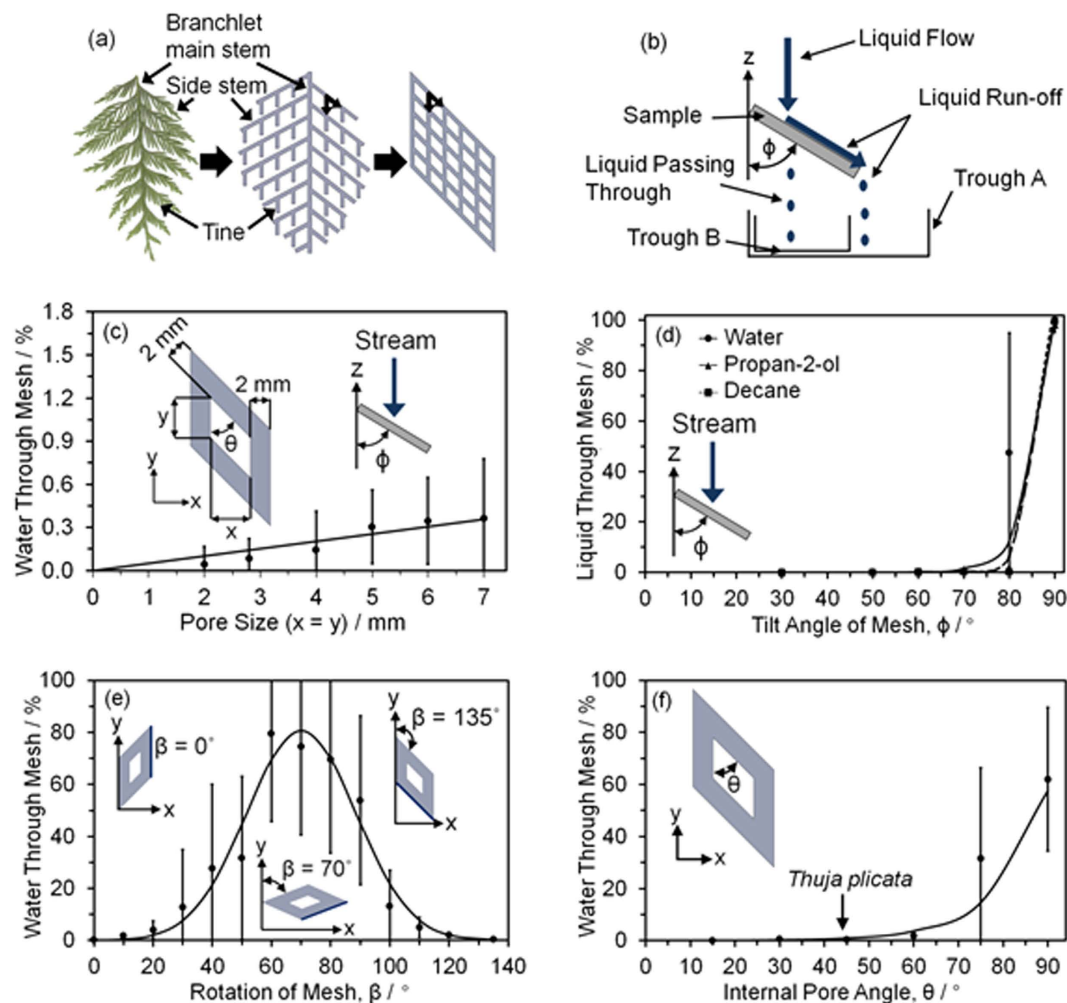 (a)
Branchlet
main stem
Side stem
Tine
(b)
z
Liquid Flow
Sample
ϕ
Liquid Run-off
Liquid Passing
Through
Trough A
Trough B
(c)
Water Through Mesh / %
1.8
1.5
1.2
0.9
0.6
0.3
0.0
2 mm
2 mm
y
θ
y
x
x
Stream
z
ϕ
0 1 2 3 4 5 6 7
Pore Size (x = y) / mm
(d)
Liquid Through Mesh / %
100
80
60
40
20
0
Water
Propan-2-ol
Decane
Stream
z
ϕ
0 10 20 30 40 50 60 70 80 90
Tilt Angle of Mesh, ϕ / °
(e)
Water Through Mesh / %
100
80
60
40
20
0
y
β = 0°
x
y
β = 70°
x
y
β = 135°
x
0 20 40 60 80 100 120 140
Rotation of Mesh, β / °
(f)
Water Through Mesh / %
100
80
60
40
20
0
θ
y
x
Thuja plicata
0 15 30 45 60 75 90
Internal Pore Angle, θ / °